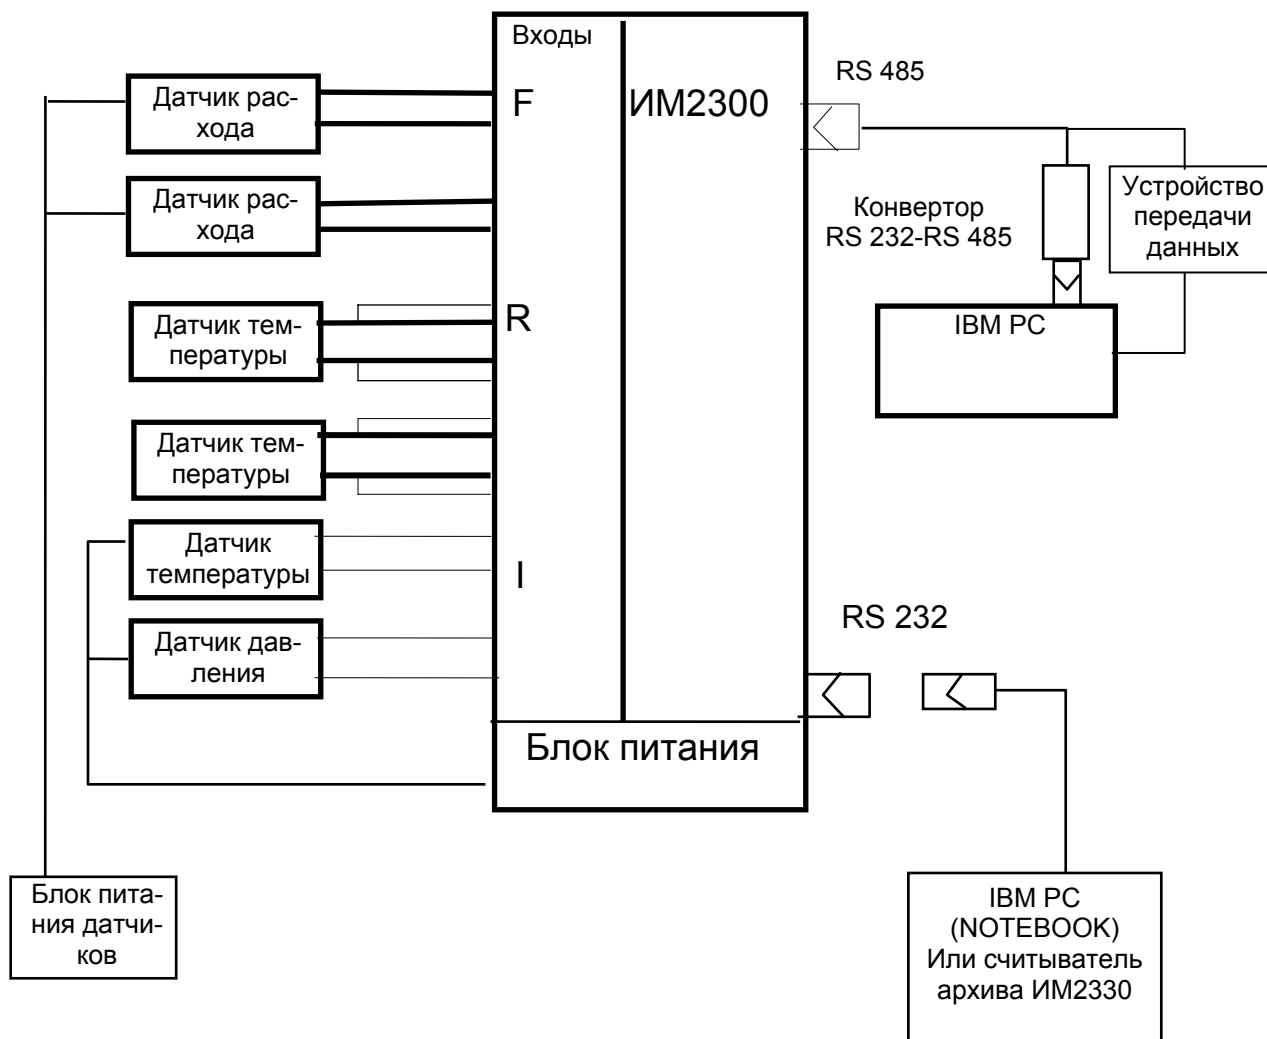 Входы
F
ИМ2300
RS 485
Датчик рас-
хода
Датчик рас-
хода
Конвертор
RS 232-RS 485
Устройство
передачи
данных
R
Датчик тем-
пературы
IBM PC
Датчик тем-
пературы
Датчик
температуры
I
Датчик дав-
ления
RS 232
Блок питания
Блок пита-
ния датчи-
ков
IBM PC
(NOTEBOOK)
Или считыватель
архива ИМ2330